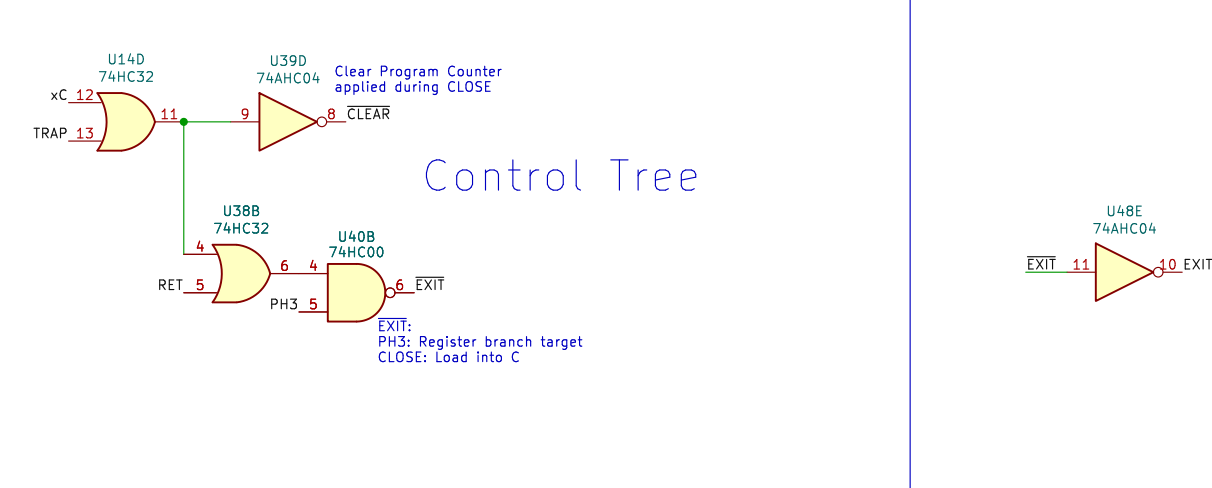 U14D
74HC32
xC 12
TRAP 13
11
U39D
74AHC04
9
8 CLEAR
Clear Program Counter
applied during CLOSE
Control Tree
U38B
74HC32
4
RET 5
6
U40B
74HC00
4
PH3 5
6 EXIT
EXIT:
PH3: Register branch target
CLOSE: Load into C
U48E
74AHC04
EXIT 11
10 EXIT